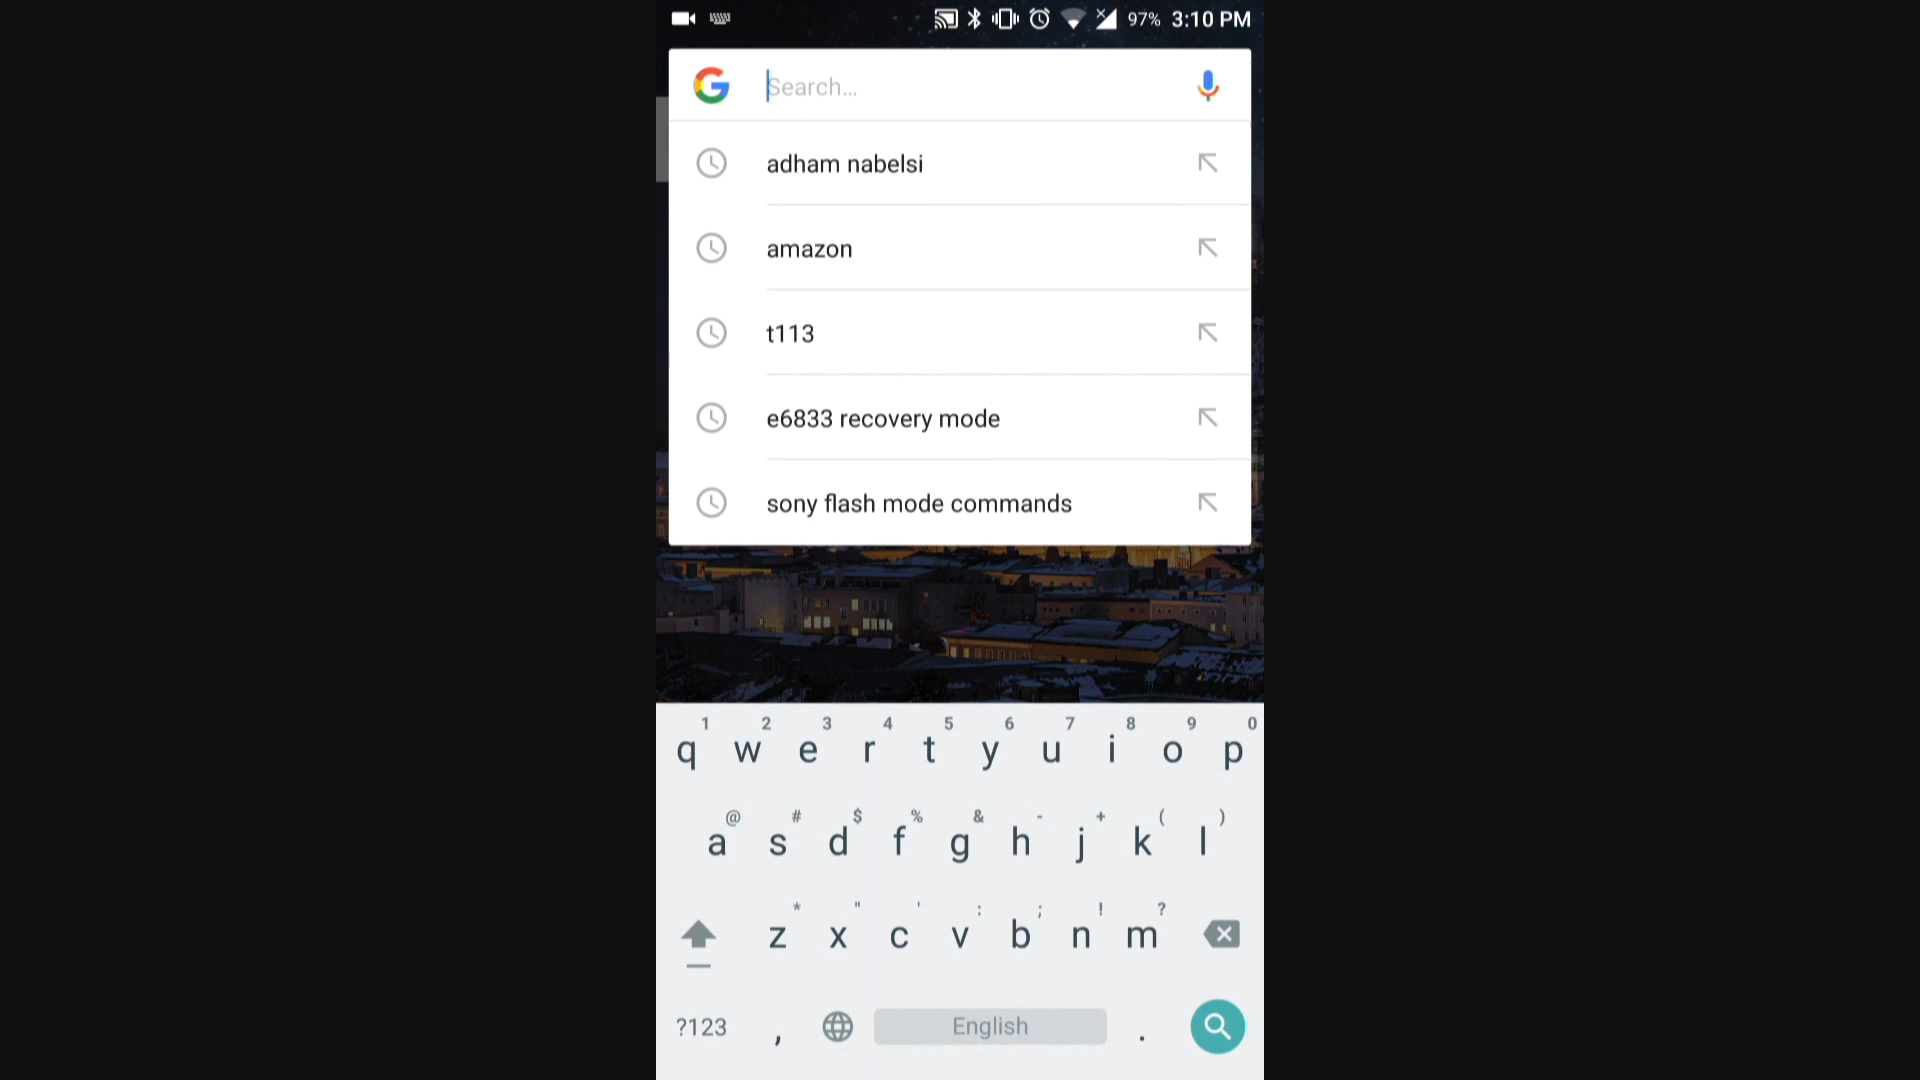 97% 3:10 PM
Search...
adham nabelsi
amazon
t113
e6833 recovery mode
sony flash mode commands
1 2 3 4 5 6 7 8 9 0
q w e r t y u i o p
@ # $ % & - + ( )
a s d f g h j k l
* " ' : ; ! ?
z x c v b n m
?123 , English .